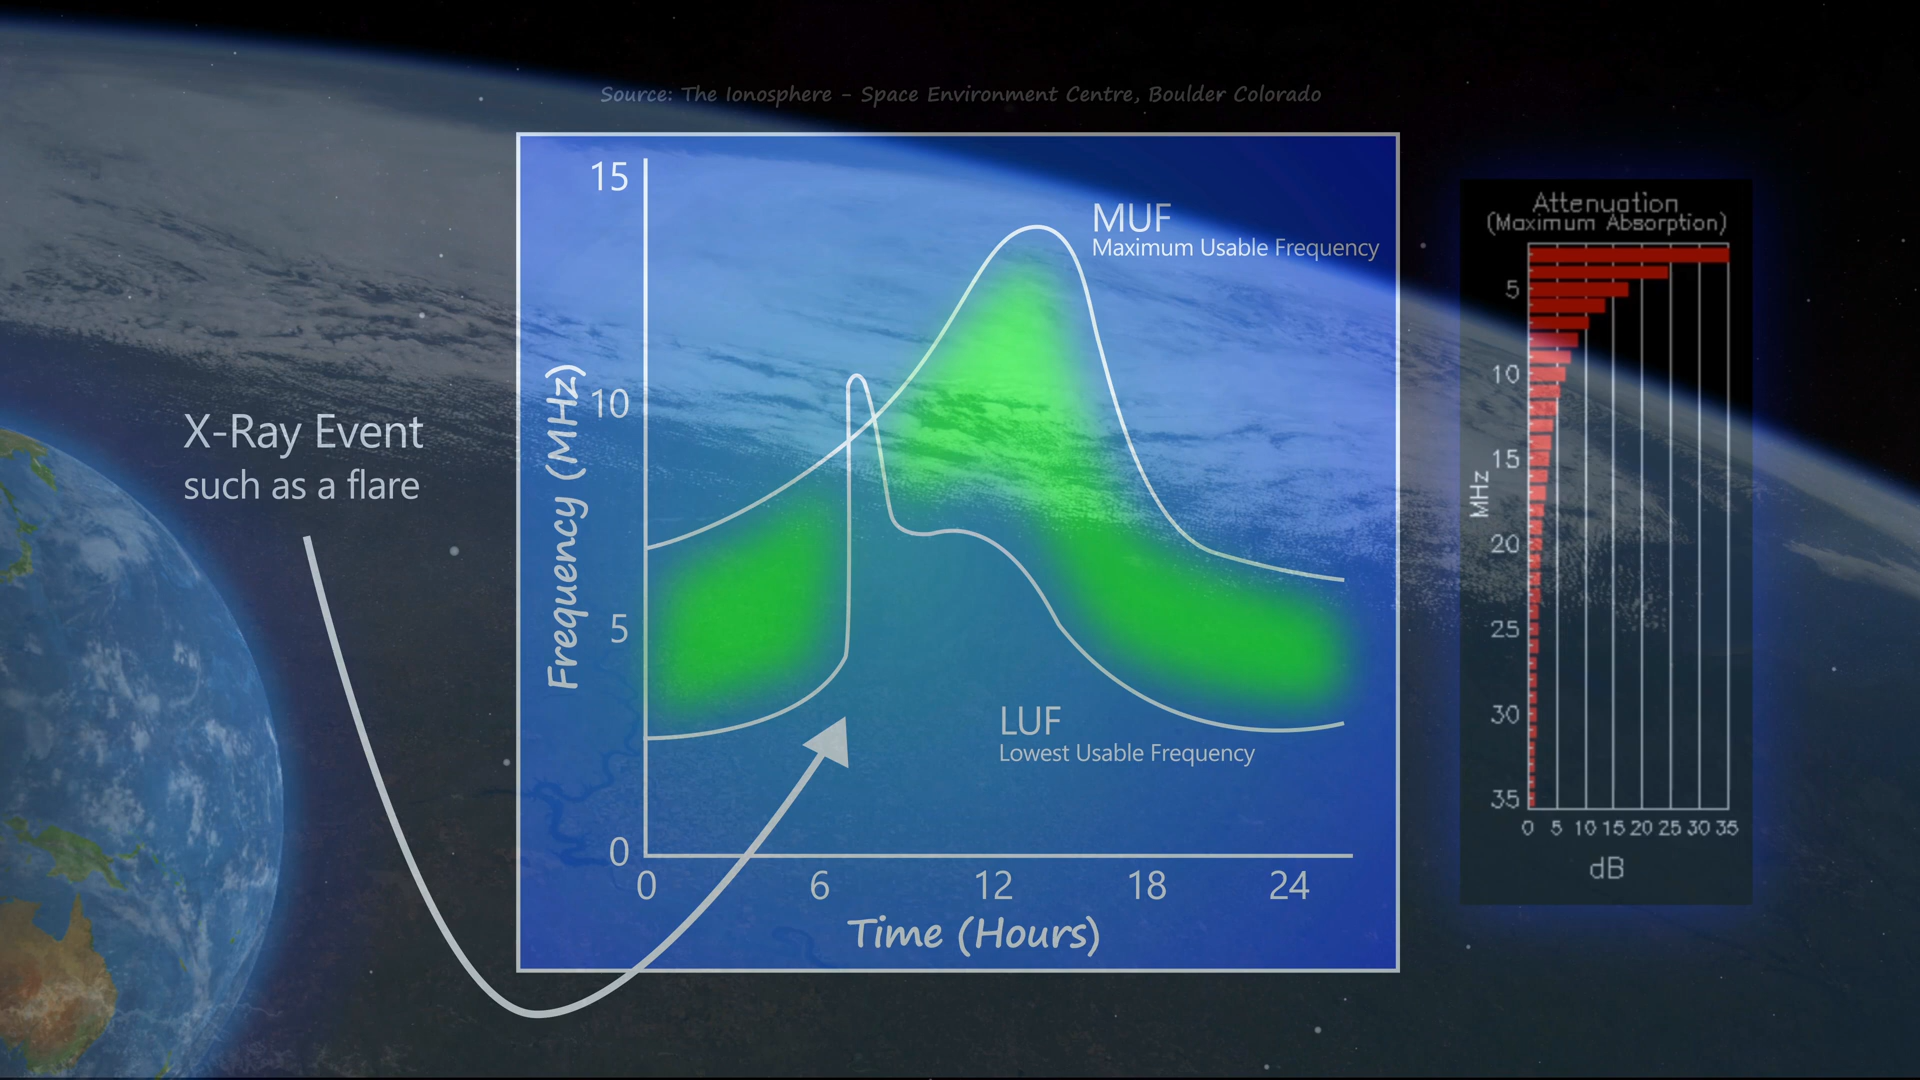 Source: The Ionosphere - Space Environment Centre, Boulder Colorado
X-Ray Event
such as a flare
Frequency (MHz)
15
10
5
0
MUF
Maximum Usable Frequency
LUF
Lowest Usable Frequency
0 6 12 18 24
Time (Hours)
Attenuation
(Maximum Absorption)
MHz
5
10
15
20
25
30
35
0 5 10 15 20 25 30 35
dB